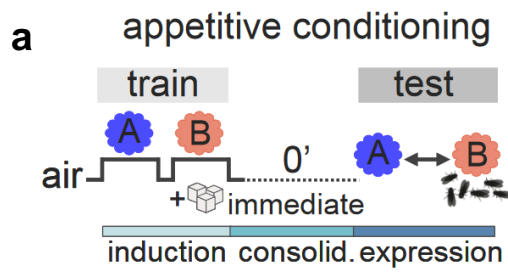 a
appetitive conditioning
train test
A B
air 0' A B
+ immediate
induction consolid. expression